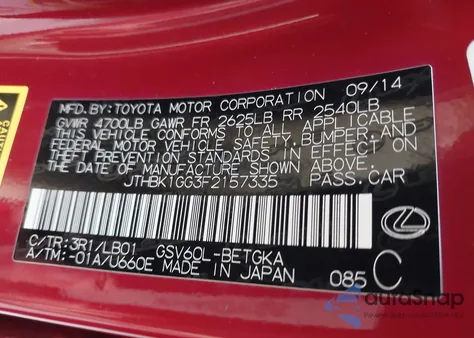 CAUTION
MFD. BY: TOYOTA MOTOR CORPORATION 09/14
GVWR 4700LB GAWR FR 2625LB RR 2540LB
THIS VEHICLE CONFORMS TO ALL APPLICABLE
FEDERAL MOTOR VEHICLE SAFETY, BUMPER, AND
THEFT PREVENTION STANDARDS IN EFFECT ON
THE DATE OF MANUFACTURE SHOWN ABOVE.
JTHBK1GG3F2157335 PASS.CAR
C/TR:3R1/LB01 GSV60L-BETGKA
A/TM:-01A/U660E MADE IN JAPAN 085 C
autoSnap